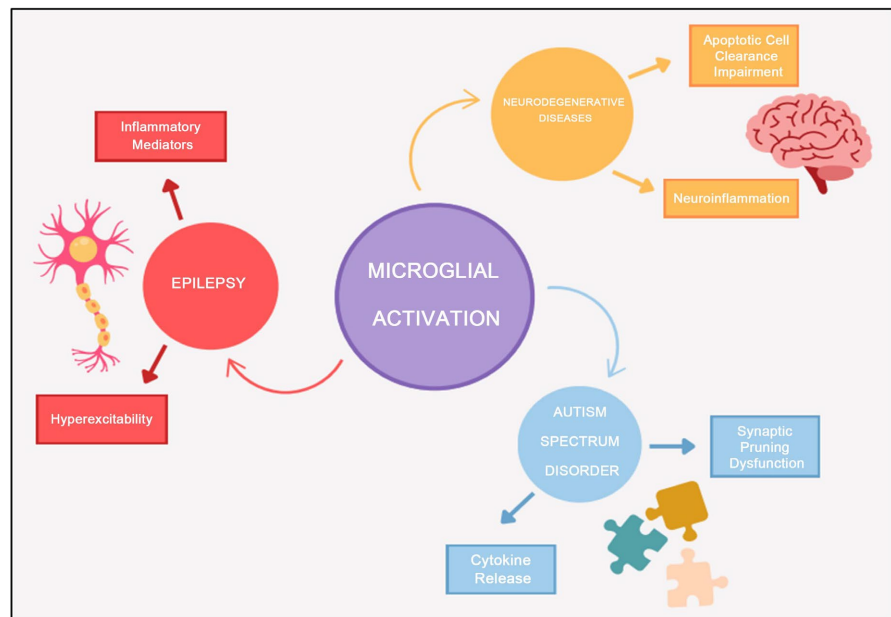 Apoptotic Cell
Clearance
Impairment
NEURODEGENERATIVE
DISEASES
Neuroinflammation
Inflammatory
Mediators
EPILEPSY
Hyperexcitability
MICROGLIAL
ACTIVATION
AUTISM
SPECTRUM
DISORDER
Synaptic
Pruning
Dysfunction
Cytokine
Release